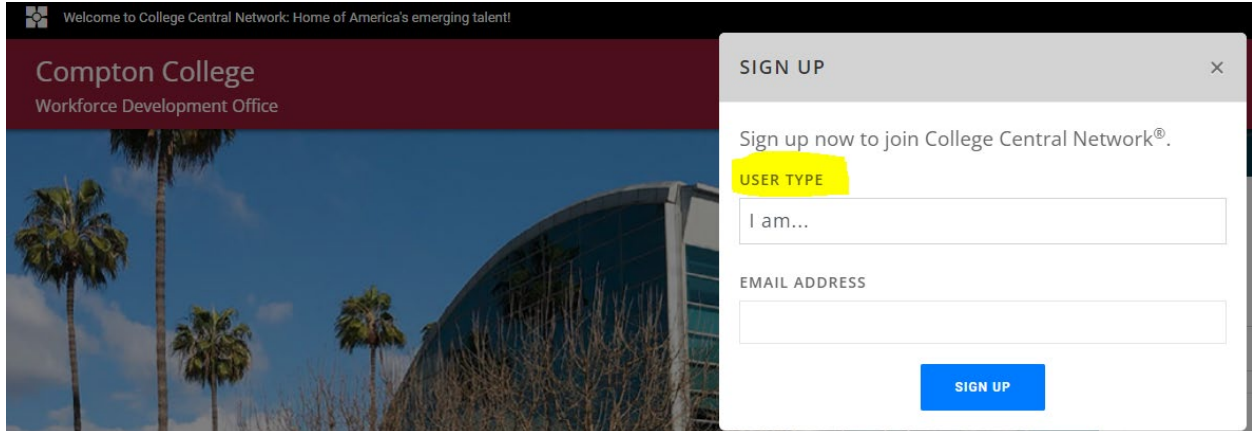 Welcome to College Central Network: Home of America's emerging talent!
Compton College
Workforce Development Office
SIGN UP ×
Sign up now to join College Central Network®.
USER TYPE
I am...
EMAIL ADDRESS
SIGN UP